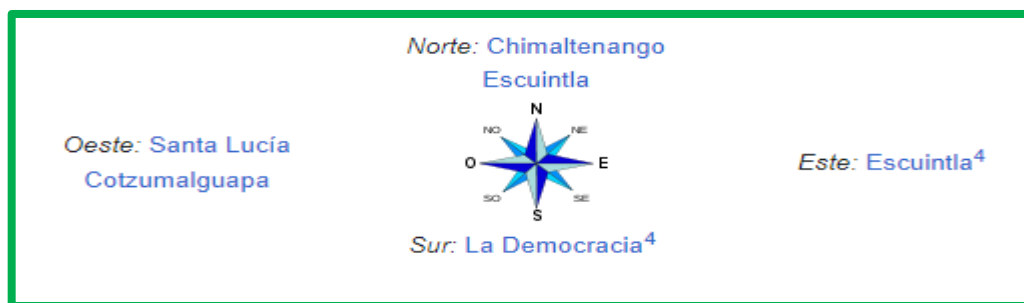 Norte: Chimaltenango
Escuintla
N
NO
NE
Oeste: Santa Lucía
Cotzumalguapa
O
E
Este: Escuintla4
SO
SE
S
Sur: La Democracia4